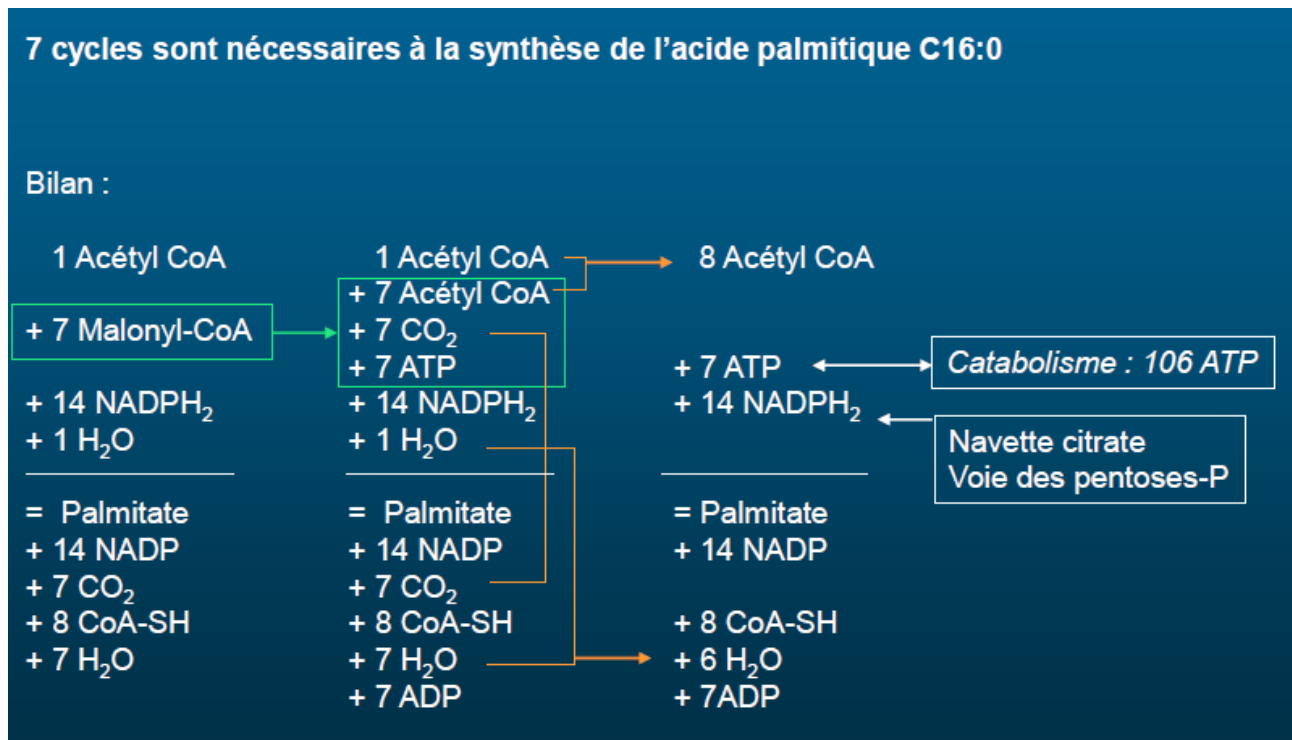 7 cycles sont nécessaires à la synthèse de l'acide palmitique C16:0
Bilan :
1 Acétyl CoA
+ 7 Malonyl-CoA
+ 14 NADPH₂
+ 1 H₂O
= Palmitate
+ 14 NADP
+ 7 CO₂
+ 8 CoA-SH
+ 7 H₂O
1 Acétyl CoA
+ 7 Acétyl CoA
+ 7 CO₂
+ 7 ATP
+ 14 NADPH₂
+ 1 H₂O
= Palmitate
+ 14 NADP
+ 7 CO₂
+ 8 CoA-SH
+ 7 H₂O
+ 7 ADP
8 Acétyl CoA
+ 7 ATP
+ 14 NADPH₂
= Palmitate
+ 14 NADP
+ 8 CoA-SH
+ 6 H₂O
+ 7ADP
Catabolisme : 106 ATP
Navette citrate
Voie des pentoses-P